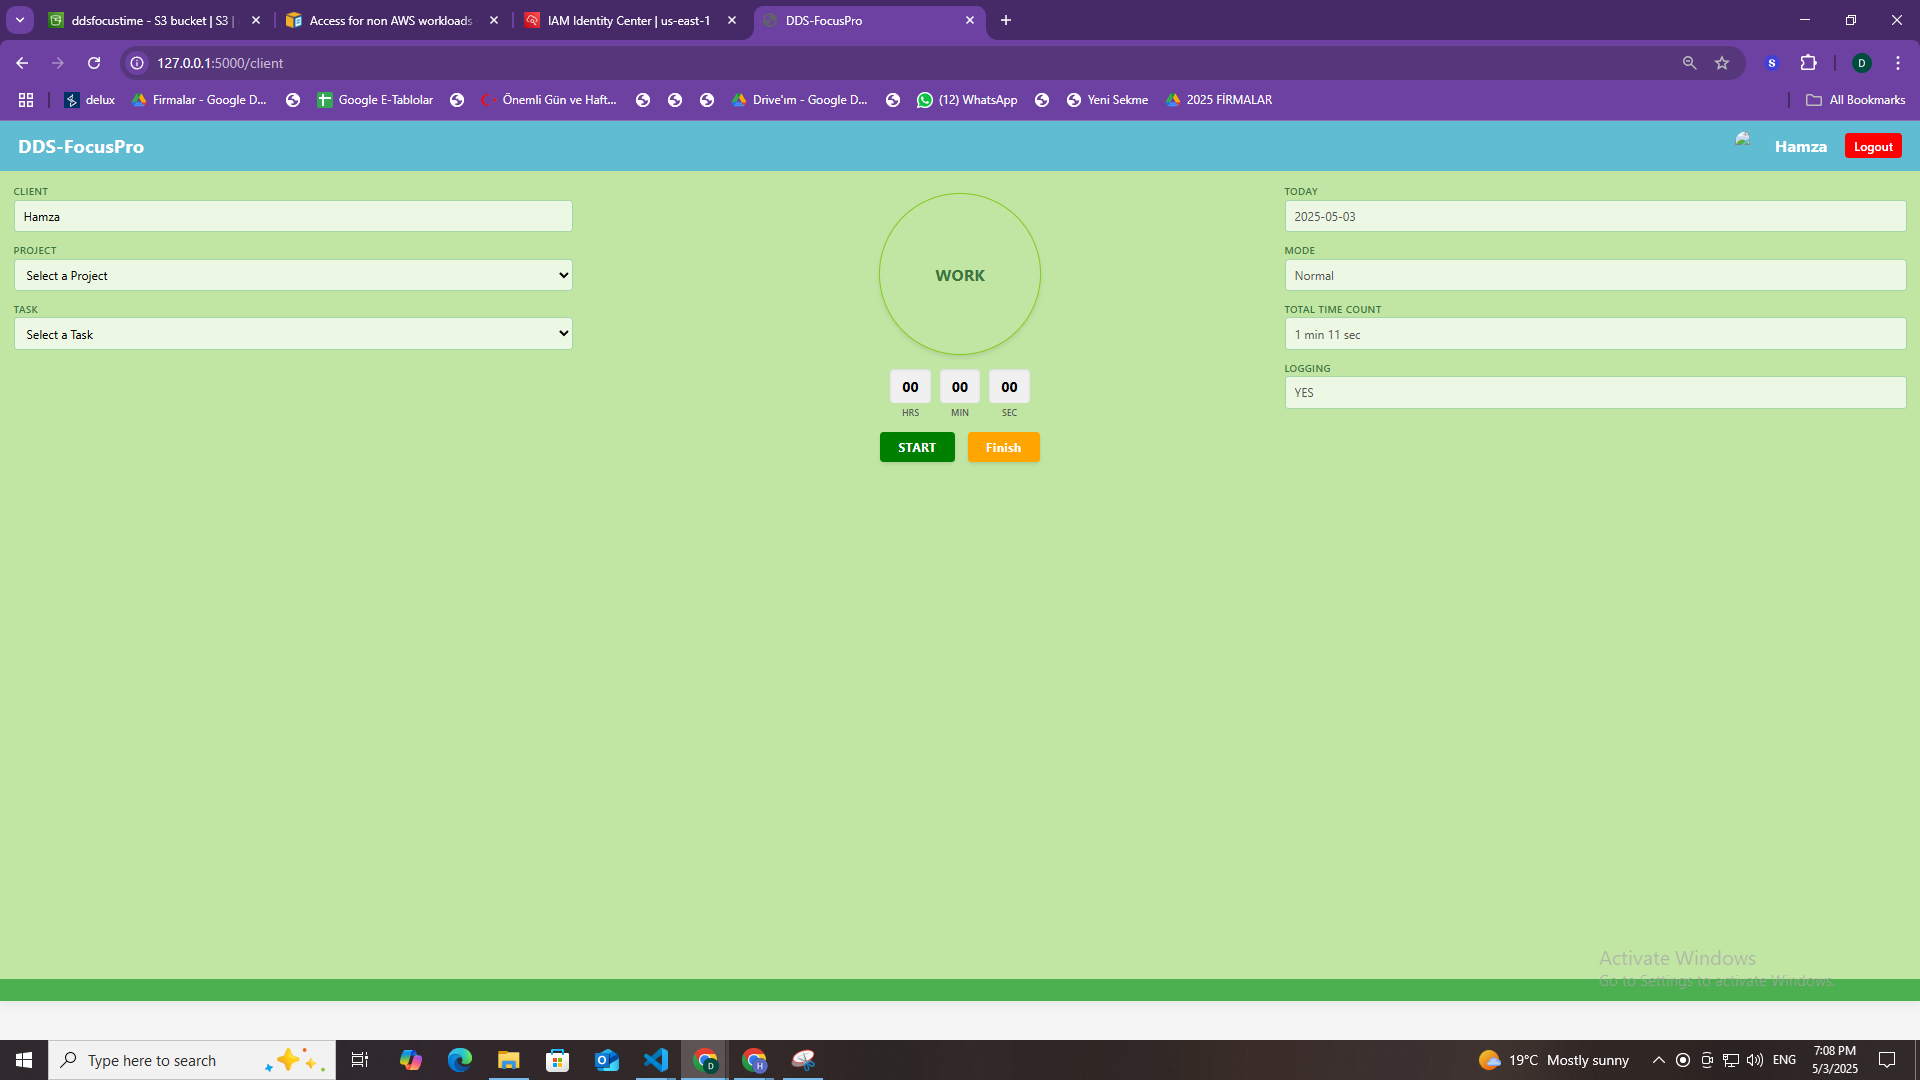 ddsfocustime - S3 bucket | S3 |
Access for non AWS workloads
IAM Identity Center | us-east-1
DDS-FocusPro
127.0.0.1:5000/client
S
D
delux
Firmalar - Google D...
Google E-Tablolar
Önemli Gün ve Haft...
Drive'ım - Google D...
(12) WhatsApp
Yeni Sekme
2025 FİRMALAR
All Bookmarks
DDS-FocusPro
Hamza
Logout
CLIENT
Hamza
PROJECT
Select a Project
TASK
Select a Task
WORK
00 00 00
HRS MIN SEC
START Finish
TODAY
2025-05-03
MODE
Normal
TOTAL TIME COUNT
1 min 11 sec
LOGGING
YES
Activate Windows
Go to Settings to activate Windows.
Type here to search
D
H
19°C Mostly sunny
ENG
7:08 PM
5/3/2025